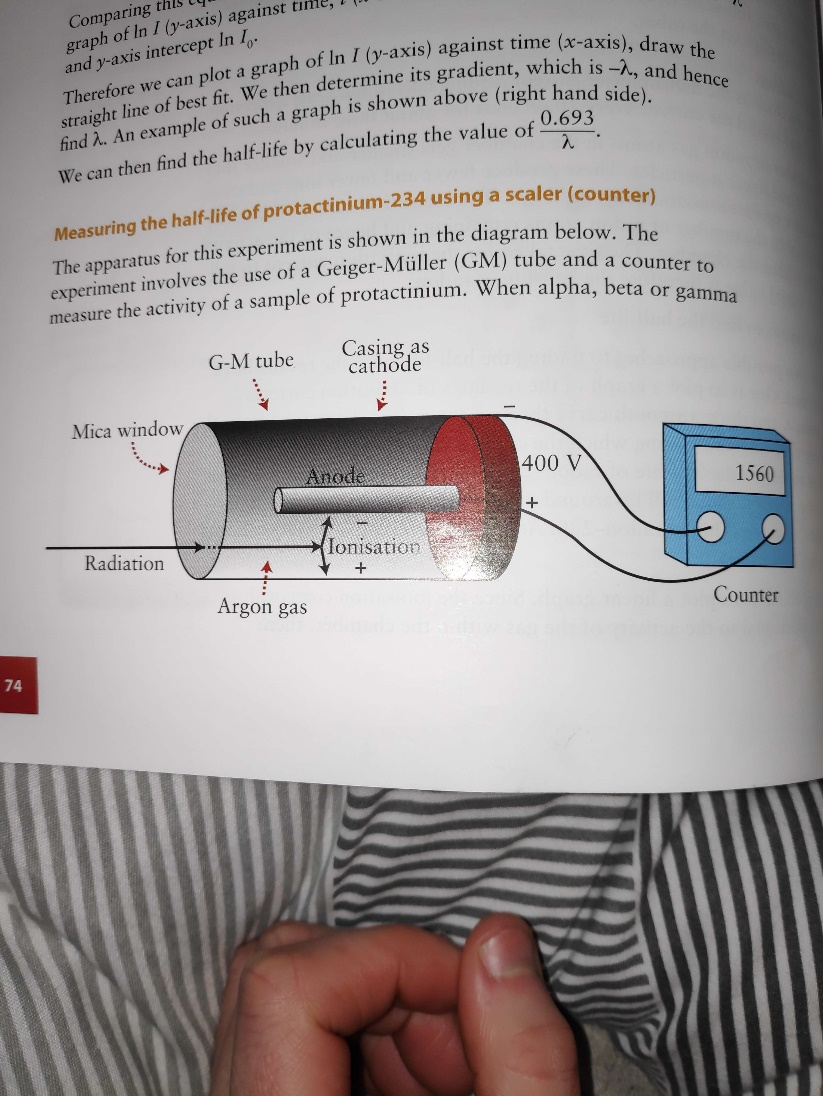 Comparing this
graph of ln I (y-axis) against time,
and y-axis intercept ln I₀.
Therefore we can plot a graph of ln I (y-axis) against time (x-axis), draw the
straight line of best fit. We then determine its gradient, which is –λ, and hence
find λ. An example of such a graph is shown above (right hand side).
We can then find the half-life by calculating the value of 0.693/λ.
Measuring the half-life of protactinium-234 using a scaler (counter)
The apparatus for this experiment is shown in the diagram below. The
experiment involves the use of a Geiger-Müller (GM) tube and a counter to
measure the activity of a sample of protactinium. When alpha, beta or gamma
G-M tube
Casing as
cathode
Mica window
–
Anode
400 V
1560
+
–
Ionisation
+
Radiation
Argon gas
Counter
74